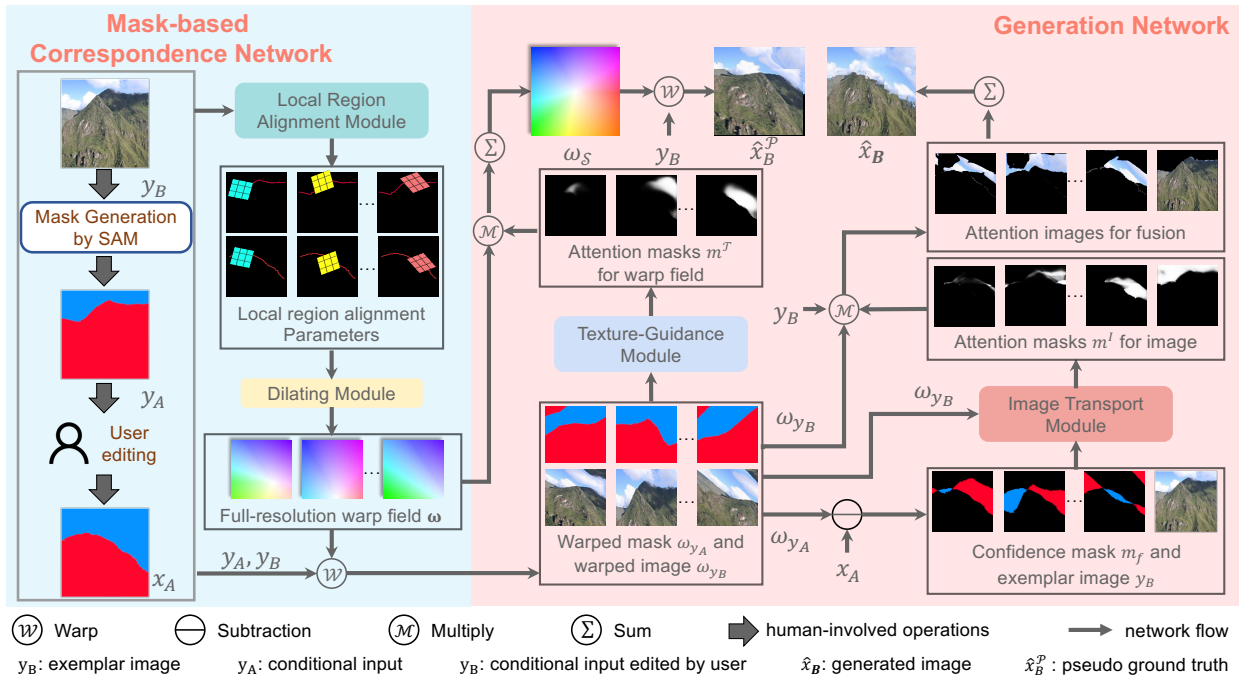 Mask-based
Correspondence Network
Generation Network
y_B
Mask Generation
by SAM
y_A
User
editing
x_A
Local Region
Alignment Module
...
...
Local region alignment
Parameters
Dilating Module
...
Full-resolution warp field ω
y_A, y_B
𝒲
Σ
ℳ
ω_𝒮
𝒲
y_B
x̂_B^𝒫
x̂_B
Σ
...
Attention masks m^𝒯
for warp field
Texture-Guidance
Module
...
Warped mask ω_{y_A} and
warped image ω_{y_B}
...
Attention images for fusion
y_B
ℳ
...
Attention masks m^I for image
ω_{y_B}
ω_{y_B}
Image Transport
Module
ω_{y_A}
x_A
...
Confidence mask m_f and
exemplar image y_B
𝒲 Warp
Subtraction
ℳ Multiply
Σ Sum
human-involved operations
network flow
y_B: exemplar image
y_A: conditional input
y_B: conditional input edited by user
x̂_B: generated image
x̂_B^𝒫: pseudo ground truth